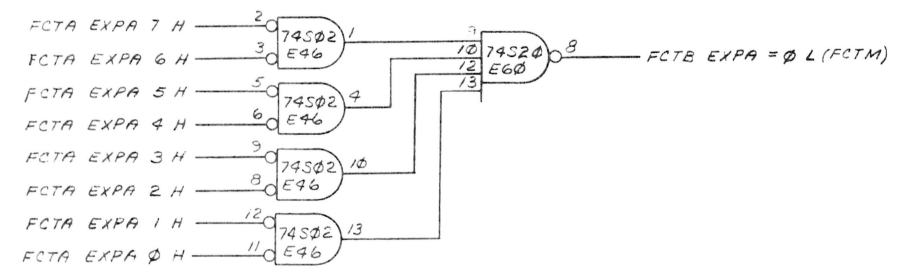 FCTA EXPA 7 H 2
74SØ2 1
FCTA EXPA 6 H 3 E46
9
10 74S2Ø 8 FCTB EXPA = Ø L (FCTM)
12 E6Ø
13
FCTA EXPA 5 H 5
74SØ2 4
FCTA EXPA 4 H 6 E46
FCTA EXPA 3 H 9
74SØ2 1Ø
FCTA EXPA 2 H 8 E46
FCTA EXPA 1 H 12
74SØ2 13
FCTA EXPA Ø H 11 E46